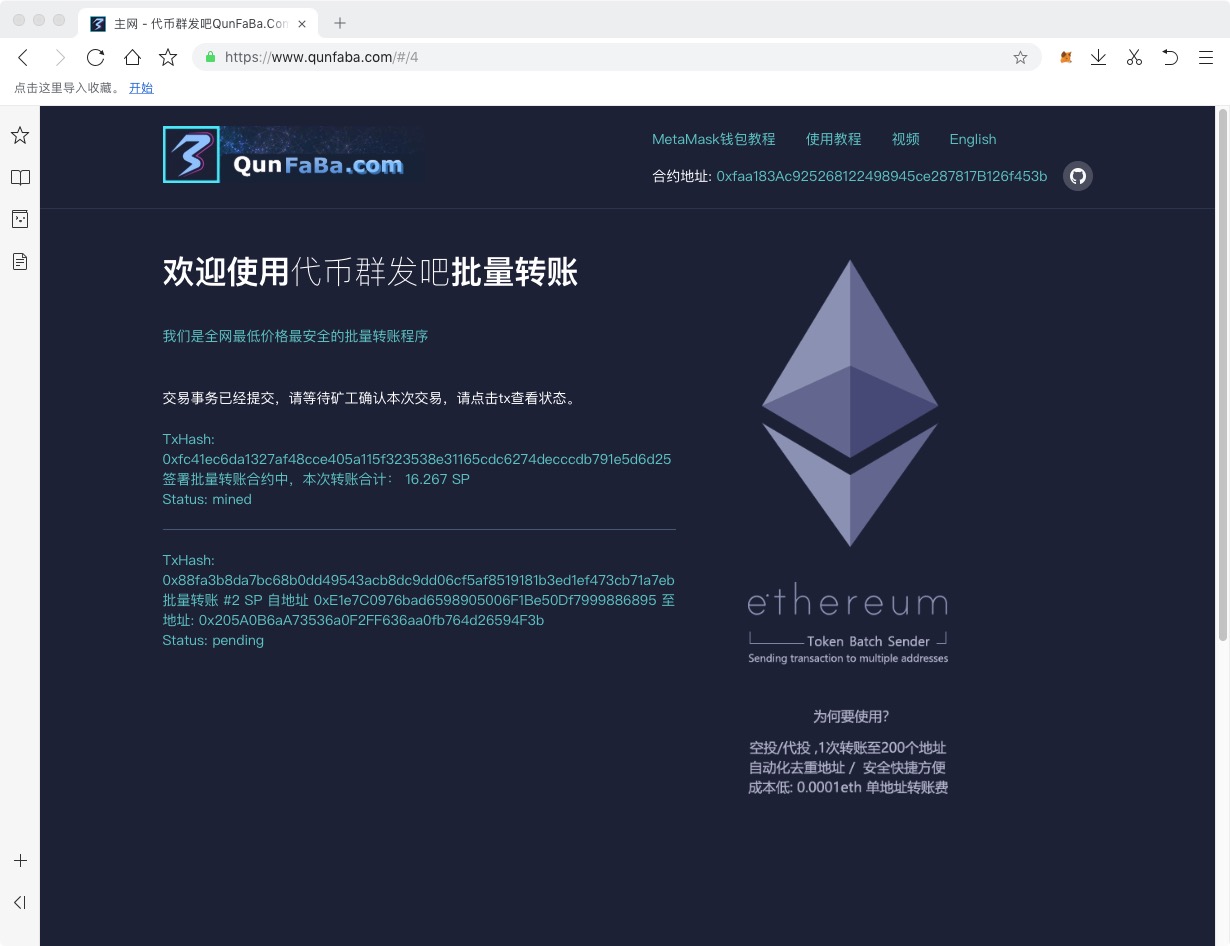 主网 - 代币群发吧QunFaBa.Con
https://www.qunfaba.com/#/4
点击这里导入收藏。 开始
QunFaBa.com
MetaMask钱包教程 使用教程 视频 English
合约地址: 0xfaa183Ac925268122498945ce287817B126f453b
欢迎使用代币群发吧批量转账
我们是全网最低价格最安全的批量转账程序
交易事务已经提交，请等待矿工确认本次交易，请点击tx查看状态。
TxHash:
0xfc41ec6da1327af48cce405a115f323538e31165cdc6274decccdb791e5d6d25
签署批量转账合约中，本次转账合计： 16.267 SP
Status: mined
TxHash:
0x88fa3b8da7bc68b0dd49543acb8dc9dd06cf5af8519181b3ed1ef473cb71a7eb
批量转账 #2 SP 自地址 0xE1e7C0976bad6598905006F1Be50Df7999886895 至
地址: 0x205A0B6aA73536a0F2FF636aa0fb764d26594F3b
Status: pending
ethereum
Token Batch Sender
Sending transaction to multiple addresses
为何要使用?
空投/代投 ,1次转账至200个地址
自动化去重地址 / 安全快捷方便
成本低: 0.0001eth 单地址转账费